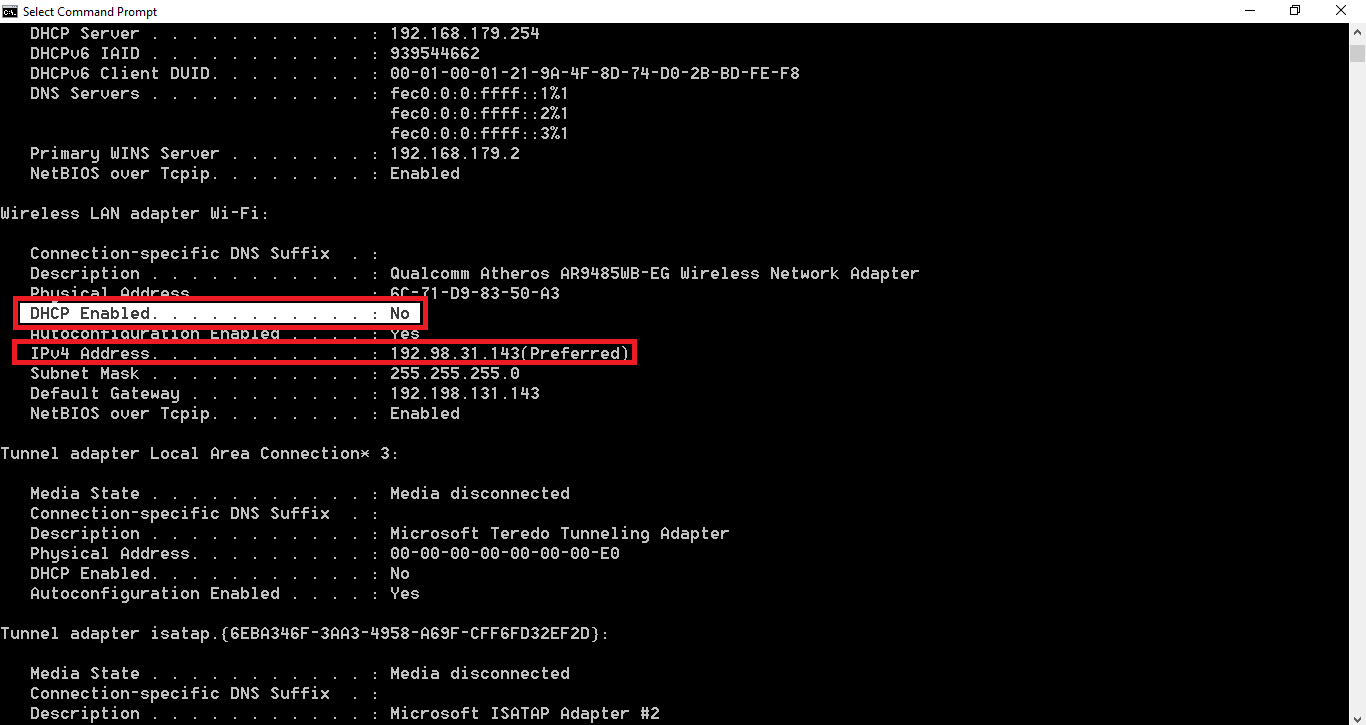 Select Command Prompt
DHCP Server . . . . . . . . . . . : 192.168.179.254
DHCPv6 IAID . . . . . . . . . . . : 939544662
DHCPv6 Client DUID. . . . . . . . : 00-01-00-01-21-9A-4F-8D-74-D0-2B-BD-FE-F8
DNS Servers . . . . . . . . . . . : fec0:0:0:ffff::1%1
fec0:0:0:ffff::2%1
fec0:0:0:ffff::3%1
Primary WINS Server . . . . . . . : 192.168.179.2
NetBIOS over Tcpip. . . . . . . . : Enabled
Wireless LAN adapter Wi-Fi:
Connection-specific DNS Suffix  . :
Description . . . . . . . . . . . : Qualcomm Atheros AR9485WB-EG Wireless Network Adapter
Physical Address. . . . . . . . . : 6C-71-D9-83-50-A3
DHCP Enabled. . . . . . . . . . . : No
Autoconfiguration Enabled . . . . : Yes
IPv4 Address. . . . . . . . . . . : 192.98.31.143(Preferred)
Subnet Mask . . . . . . . . . . . : 255.255.255.0
Default Gateway . . . . . . . . . : 192.198.131.143
NetBIOS over Tcpip. . . . . . . . : Enabled
Tunnel adapter Local Area Connection* 3:
Media State . . . . . . . . . . . : Media disconnected
Connection-specific DNS Suffix  . :
Description . . . . . . . . . . . : Microsoft Teredo Tunneling Adapter
Physical Address. . . . . . . . . : 00-00-00-00-00-00-00-E0
DHCP Enabled. . . . . . . . . . . : No
Autoconfiguration Enabled . . . . : Yes
Tunnel adapter isatap.{6EBA346F-3AA3-4958-A69F-CFF6FD32EF2D}:
Media State . . . . . . . . . . . : Media disconnected
Connection-specific DNS Suffix  . :
Description . . . . . . . . . . . : Microsoft ISATAP Adapter #2